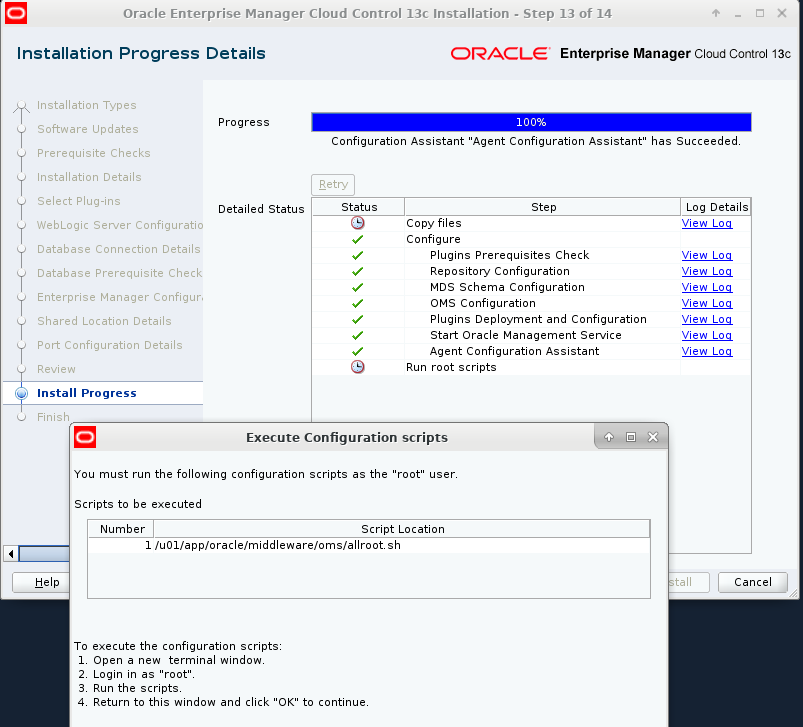 Oracle Enterprise Manager Cloud Control 13c Installation - Step 13 of 14
Installation Progress Details
ORACLE Enterprise Manager Cloud Control 13c
Installation Types
Software Updates
Prerequisite Checks
Installation Details
Select Plug-ins
WebLogic Server Configuratio
Database Connection Details
Database Prerequisite Check
Enterprise Manager Configura
Shared Location Details
Port Configuration Details
Review
Install Progress
Finish
Progress
100%
Configuration Assistant "Agent Configuration Assistant" has Succeeded.
Retry
Detailed Status
Status Step Log Details
Copy files View Log
Configure
Plugins Prerequisites Check View Log
Repository Configuration View Log
MDS Schema Configuration View Log
OMS Configuration View Log
Plugins Deployment and Configuration View Log
Start Oracle Management Service View Log
Agent Configuration Assistant View Log
Run root scripts
Help
stall
Cancel
Execute Configuration scripts
You must run the following configuration scripts as the "root" user.
Scripts to be executed
Number Script Location
1 /u01/app/oracle/middleware/oms/allroot.sh
To execute the configuration scripts:
1. Open a new terminal window.
2. Login in as "root".
3. Run the scripts.
4. Return to this window and click "OK" to continue.